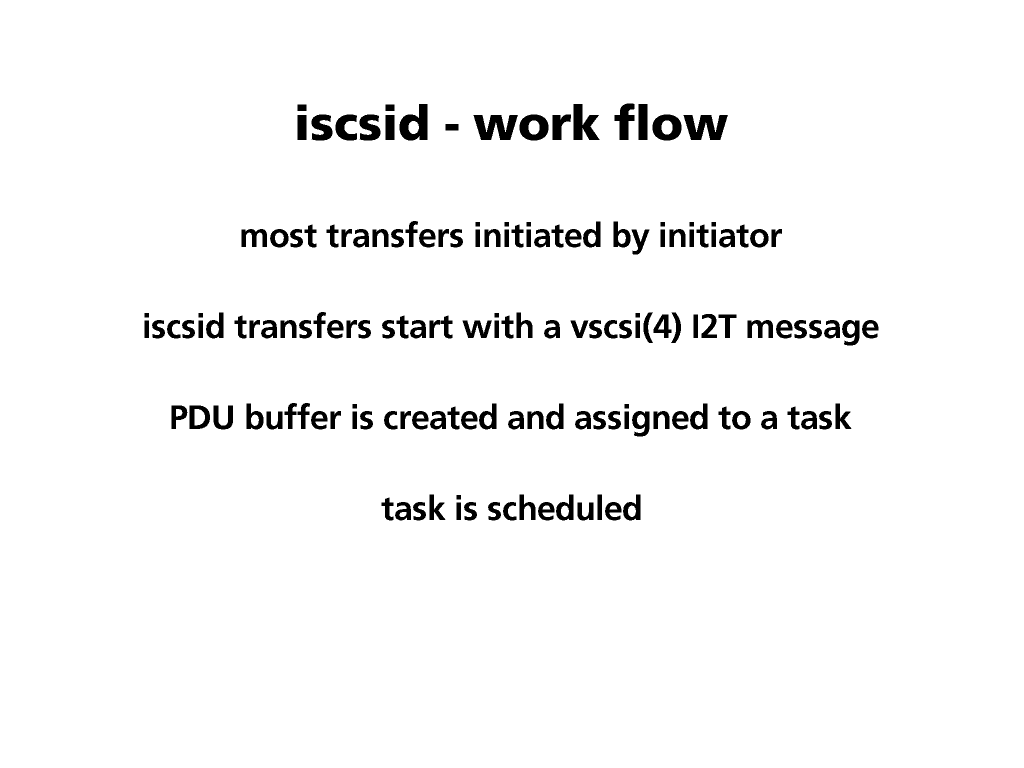 iscsid - work flow
most transfers initiated by initiator
iscsid transfers start with a vscsi(4) I2T message
PDU buffer is created and assigned to a task
task is scheduled